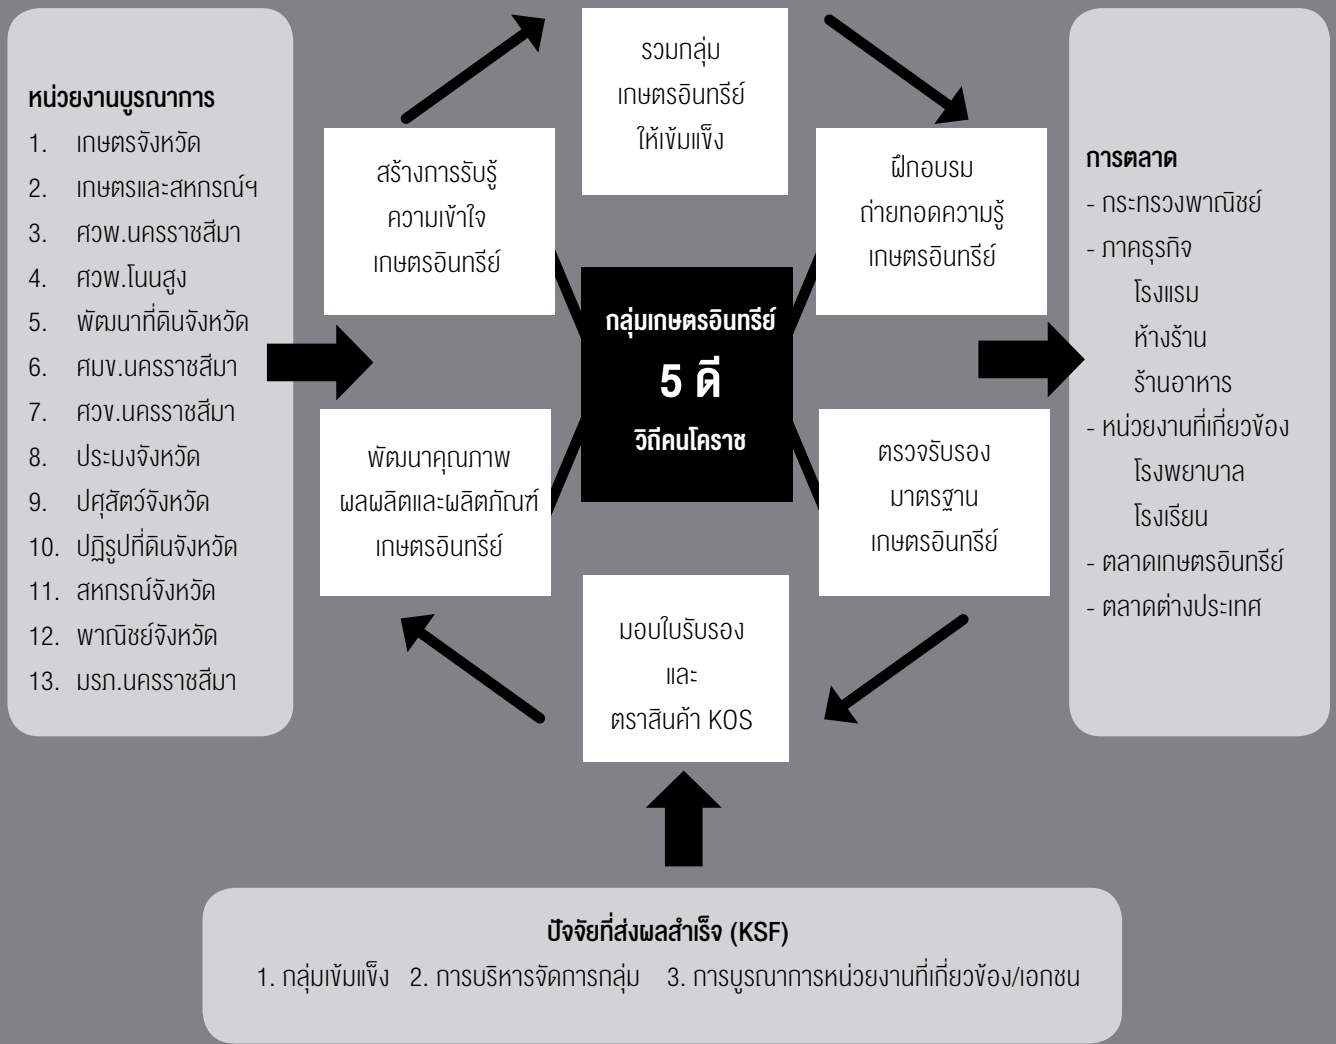 หน่วยงานบูรณาการ
1. เกษตรจังหวัด
2. เกษตรและสหกรณ์ฯ
3. ศวพ.นครราชสีมา
4. ศวพ.โนนสูง
5. พัฒนาที่ดินจังหวัด
6. ศมข.นครราชสีมา
7. ศวข.นครราชสีมา
8. ประมงจังหวัด
9. ปศุสัตว์จังหวัด
10. ปฏิรูปที่ดินจังหวัด
11. สหกรณ์จังหวัด
12. พาณิชย์จังหวัด
13. มรภ.นครราชสีมา
สร้างการรับรู้
ความเข้าใจ
เกษตรอินทรีย์
รวมกลุ่ม
เกษตรอินทรีย์
ให้เข้มแข็ง
ฝึกอบรม
ถ่ายทอดความรู้
เกษตรอินทรีย์
กลุ่มเกษตรอินทรีย์
5 ดี
วิถีคนโคราช
พัฒนาคุณภาพ
ผลผลิตและผลิตภัณฑ์
เกษตรอินทรีย์
ตรวจรับรอง
มาตรฐาน
เกษตรอินทรีย์
มอบใบรับรอง
และ
ตราสินค้า KOS
การตลาด
- กระทรวงพาณิชย์
- ภาคธุรกิจ
โรงแรม
ห้างร้าน
ร้านอาหาร
- หน่วยงานที่เกี่ยวข้อง
โรงพยาบาล
โรงเรียน
- ตลาดเกษตรอินทรีย์
- ตลาดต่างประเทศ
ปัจจัยที่ส่งผลสำเร็จ (KSF)
1. กลุ่มเข้มแข็ง 2. การบริหารจัดการกลุ่ม 3. การบูรณาการหน่วยงานที่เกี่ยวข้อง/เอกชน